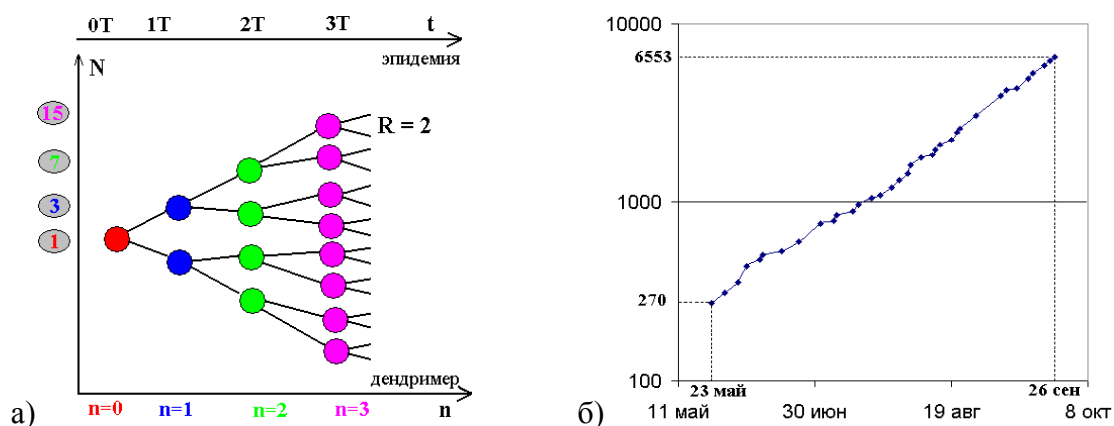 0T 1T 2T 3T t
эпидемия
N
15
R = 2
7
3
1
дендример
а) n=0 n=1 n=2 n=3 n
10000
6553
1000
270
23 май 26 сен
100
11 май 30 июн 19 авг 8 окт
б)